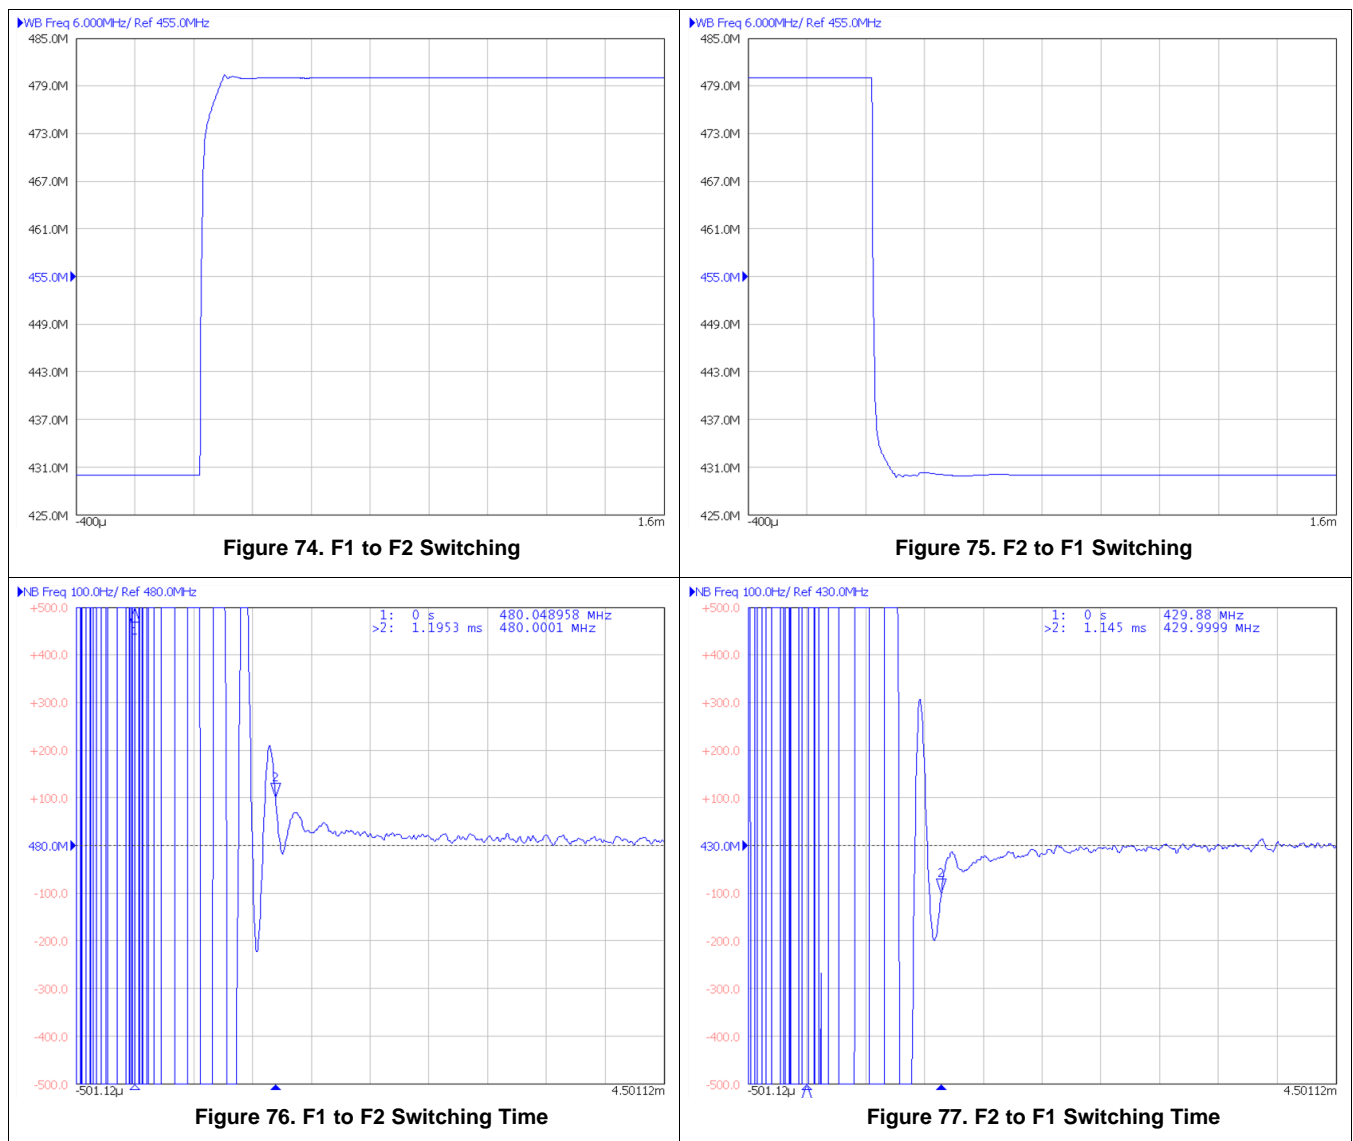 WB Freq 6.000MHz/ Ref 455.0MHz
485.0M
479.0M
473.0M
467.0M
461.0M
455.0M
449.0M
443.0M
437.0M
431.0M
425.0M
-400µ
1.6m
Figure 74. F1 to F2 Switching
WB Freq 6.000MHz/ Ref 455.0MHz
485.0M
479.0M
473.0M
467.0M
461.0M
455.0M
449.0M
443.0M
437.0M
431.0M
425.0M
-400µ
1.6m
Figure 75. F2 to F1 Switching
NB Freq 100.0Hz/ Ref 480.0MHz
1: 0 s 480.048958 MHz
>2: 1.1953 ms 480.0001 MHz
+500.0
+400.0
+300.0
+200.0
+100.0
480.0M
-100.0
-200.0
-300.0
-400.0
-500.0
1
2
-501.12µ
4.50112m
Figure 76. F1 to F2 Switching Time
NB Freq 100.0Hz/ Ref 430.0MHz
1: 0 s 429.88 MHz
>2: 1.145 ms 429.9999 MHz
+500.0
+400.0
+300.0
+200.0
+100.0
430.0M
-100.0
-200.0
-300.0
-400.0
-500.0
2
-501.12µ
4.50112m
Figure 77. F2 to F1 Switching Time